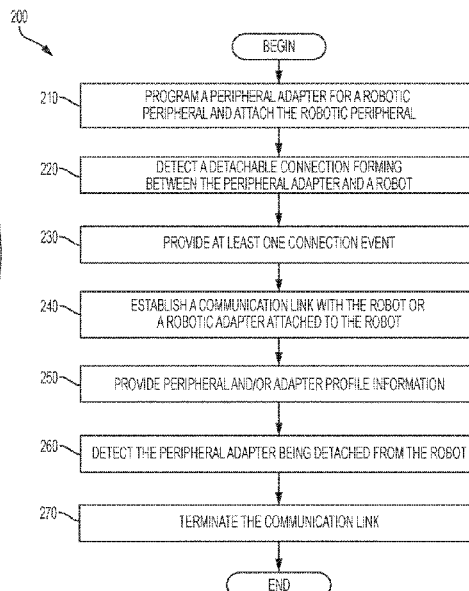 200
BEGIN
210
PROGRAM A PERIPHERAL ADAPTER FOR A ROBOTIC
PERIPHERAL AND ATTACH THE ROBOTIC PERIPHERAL
220
DETECT A DETACHABLE CONNECTION FORMING
BETWEEN THE PERIPHERAL ADAPTER AND A ROBOT
230
PROVIDE AT LEAST ONE CONNECTION EVENT
240
ESTABLISH A COMMUNICATION LINK WITH THE ROBOT OR
A ROBOTIC ADAPTER ATTACHED TO THE ROBOT
250
PROVIDE PERIPHERAL AND/OR ADAPTER PROFILE INFORMATION
260
DETECT THE PERIPHERAL ADAPTER BEING DETACHED FROM THE ROBOT
270
TERMINATE THE COMMUNICATION LINK
END